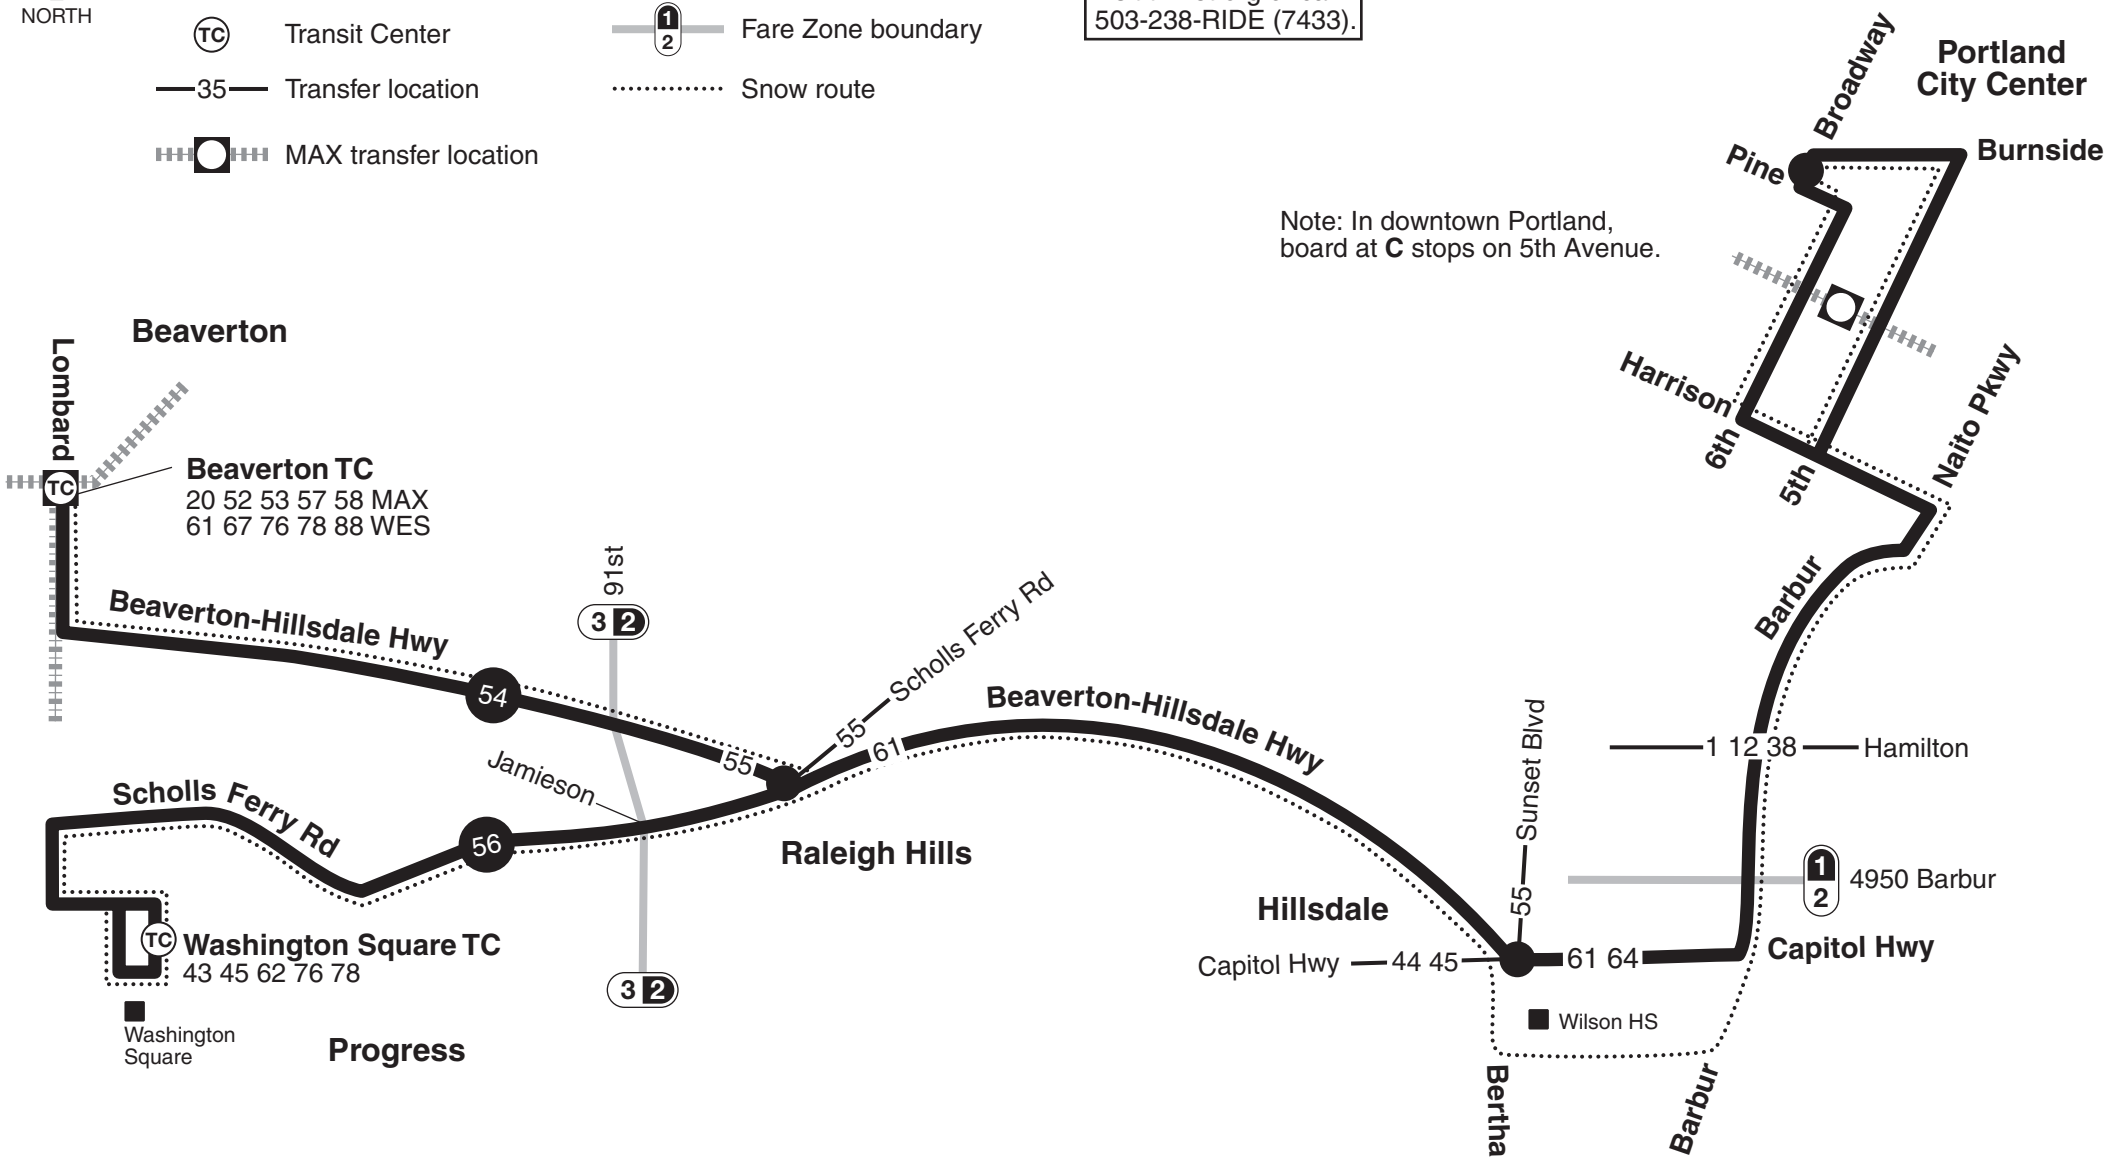 NORTH
TC
Transit Center
35
Transfer location
MAX transfer location
1
2
Fare Zone boundary
Snow route
503-238-RIDE (7433).
Portland
City Center
Broadway
Pine
Burnside
Note: In downtown Portland,
board at C stops on 5th Avenue.
Harrison
6th
5th
Naito Pkwy
Beaverton
Lombard
TC
Beaverton TC
20 52 53 57 58 MAX
61 67 76 78 88 WES
Beaverton-Hillsdale Hwy
54
91st
3 2
55
55
Scholls Ferry Rd
61
Beaverton-Hillsdale Hwy
Jamieson
Scholls Ferry Rd
56
Raleigh Hills
Barbur
1 12 38
Hamilton
Sunset Blvd
55
1
2
4950 Barbur
Hillsdale
Capitol Hwy
44 45
61 64
Capitol Hwy
TC
Washington Square TC
43 45 62 76 78
3 2
Washington
Square
Progress
Wilson HS
Bertha
Barbur